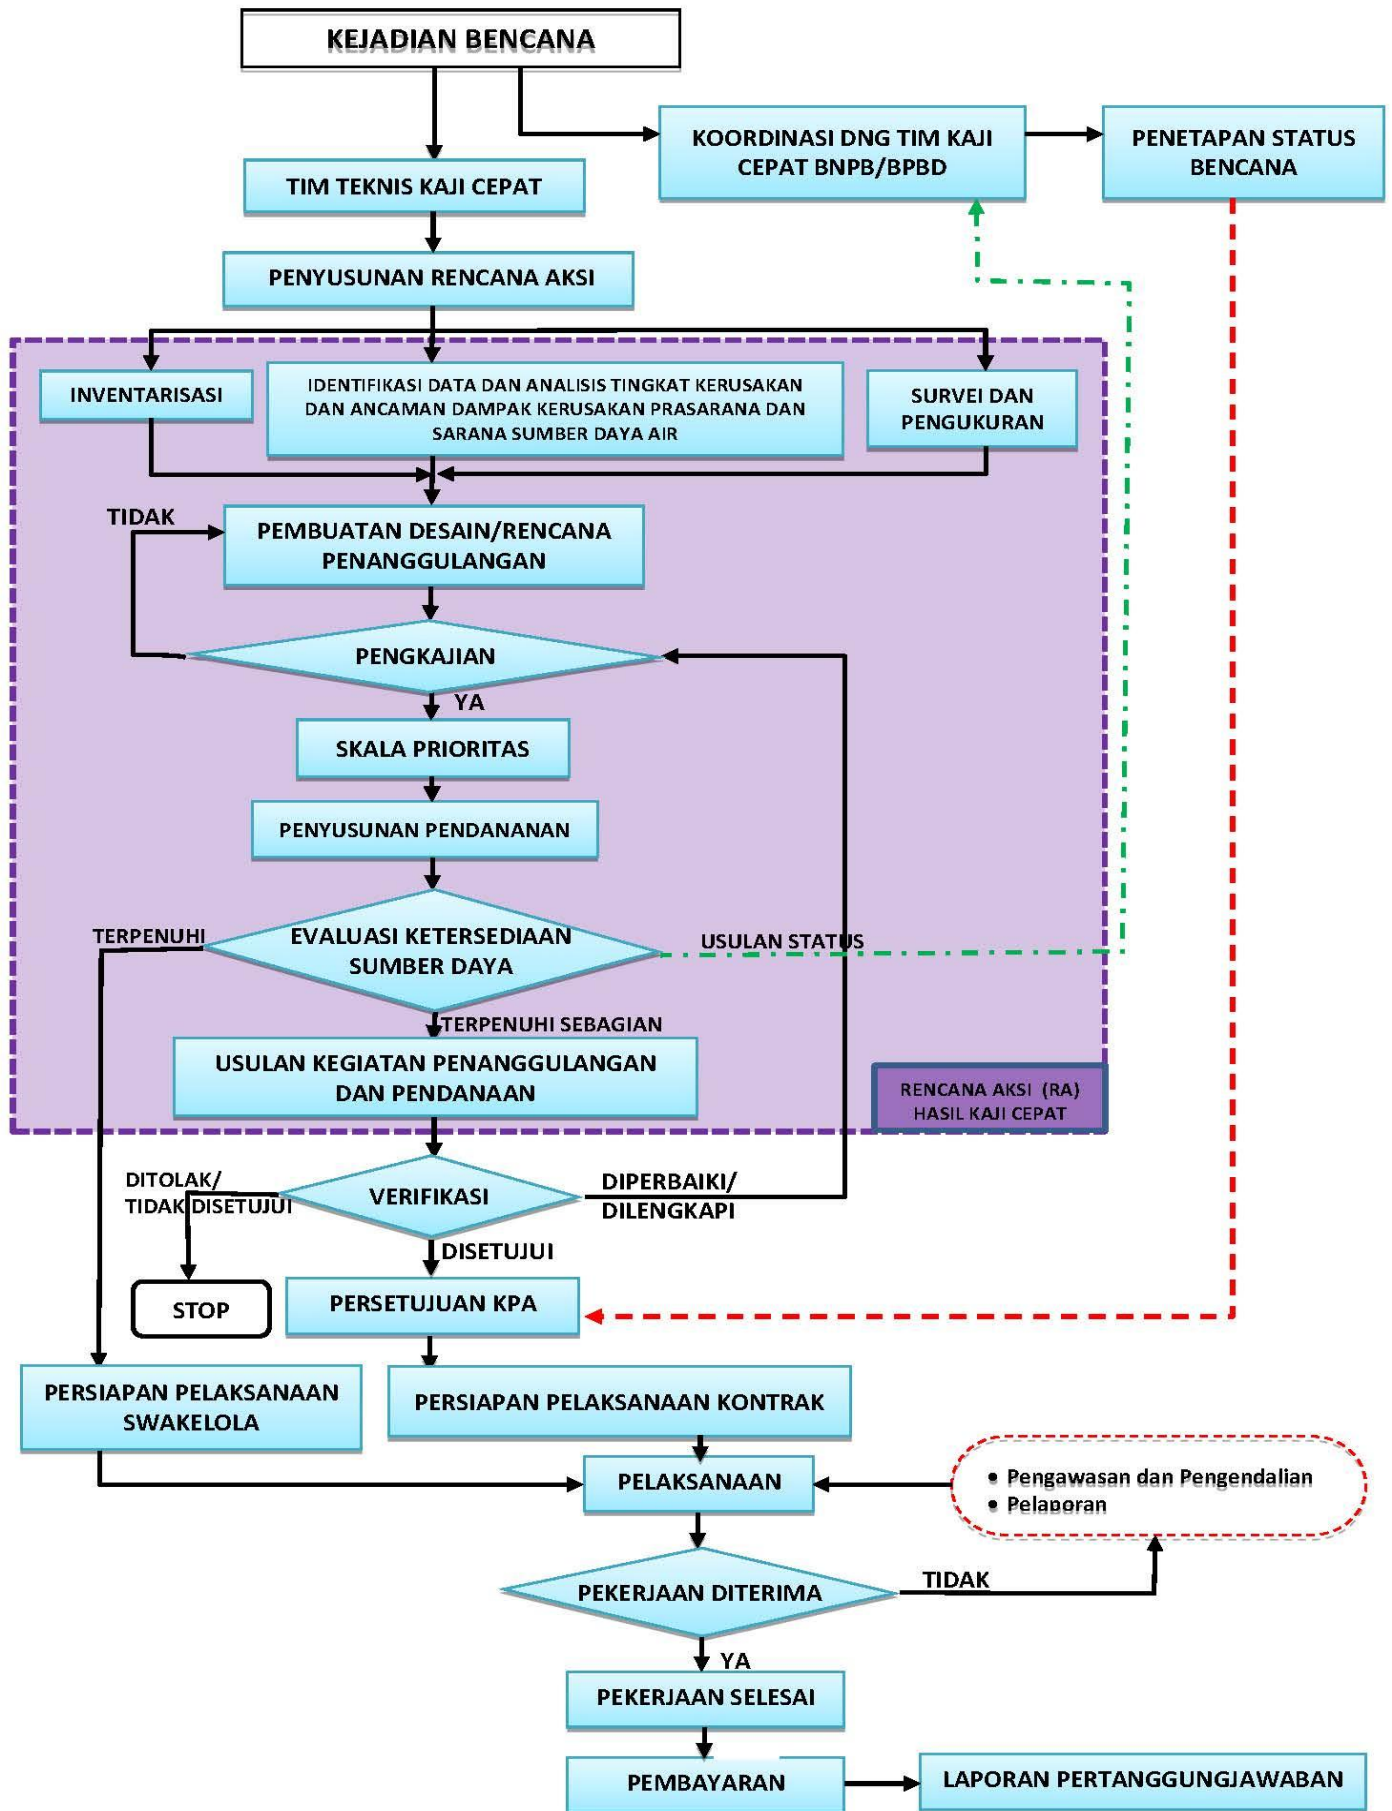 KEJADIAN BENCANA
KOORDINASI DNG TIM KAJI
CEPAT BNPB/BPBD
PENETAPAN STATUS
BENCANA
TIM TEKNIS KAJI CEPAT
PENYUSUNAN RENCANA AKSI
INVENTARISASI
IDENTIFIKASI DATA DAN ANALISIS TINGKAT KERUSAKAN
DAN ANCAMAN DAMPAK KERUSAKAN PRASARANA DAN
SARANA SUMBER DAYA AIR
SURVEI DAN
PENGUKURAN
TIDAK
PEMBUATAN DESAIN/RENCANA
PENANGGULANGAN
PENGKAJIAN
YA
SKALA PRIORITAS
PENYUSUNAN PENDANANAN
TERPENUHI
EVALUASI KETERSEDIAAN
SUMBER DAYA
USULAN STATUS
TERPENUHI SEBAGIAN
USULAN KEGIATAN PENANGGULANGAN
DAN PENDANAAN
RENCANA AKSI (RA)
HASIL KAJI CEPAT
DITOLAK/
TIDAK DISETUJUI
VERIFIKASI
DIPERBAIKI/
DILENGKAPI
DISETUJUI
STOP
PERSETUJUAN KPA
PERSIAPAN PELAKSANAAN
SWAKELOLA
PERSIAPAN PELAKSANAAN KONTRAK
PELAKSANAAN
• Pengawasan dan Pengendalian
• Pelaporan
PEKERJAAN DITERIMA
TIDAK
YA
PEKERJAAN SELESAI
PEMBAYARAN
LAPORAN PERTANGGUNGJAWABAN